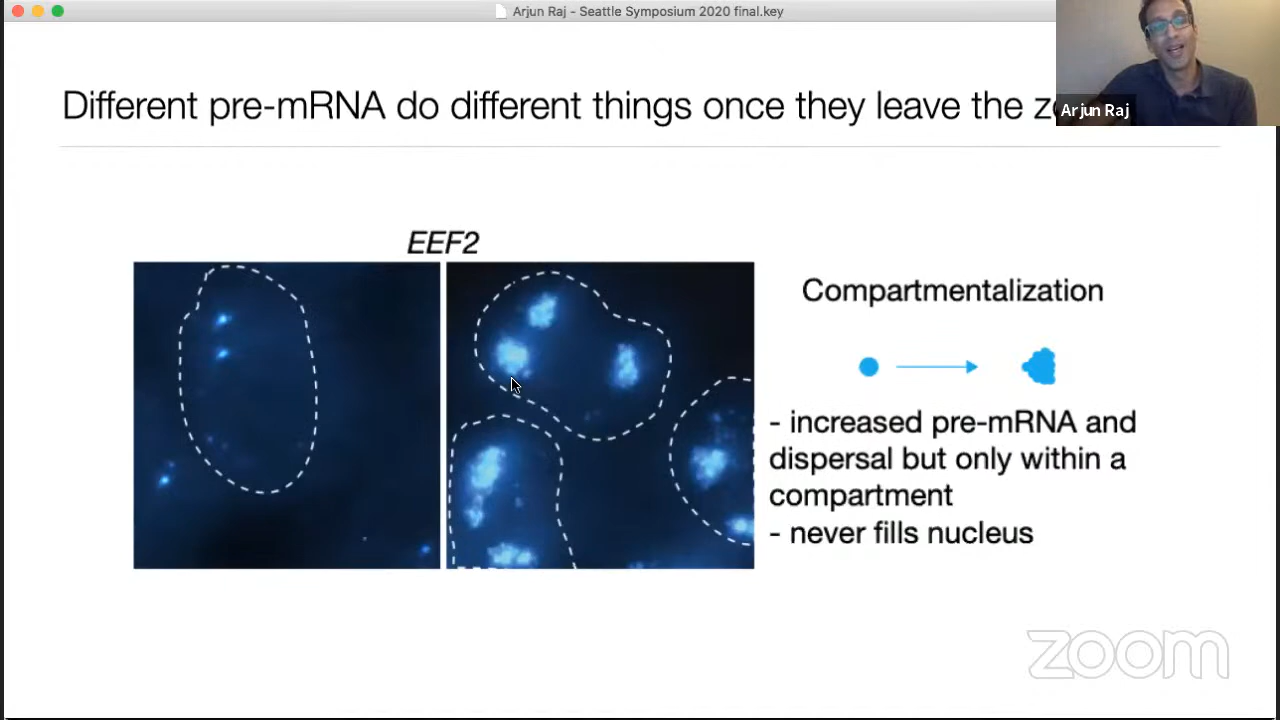 Arjun Raj - Seattle Symposium 2020 final.key
Different pre-mRNA do different things once they leave the
Arjun Raj
EEF2
Compartmentalization
- increased pre-mRNA and
dispersal but only within a
compartment
- never fills nucleus
zoom